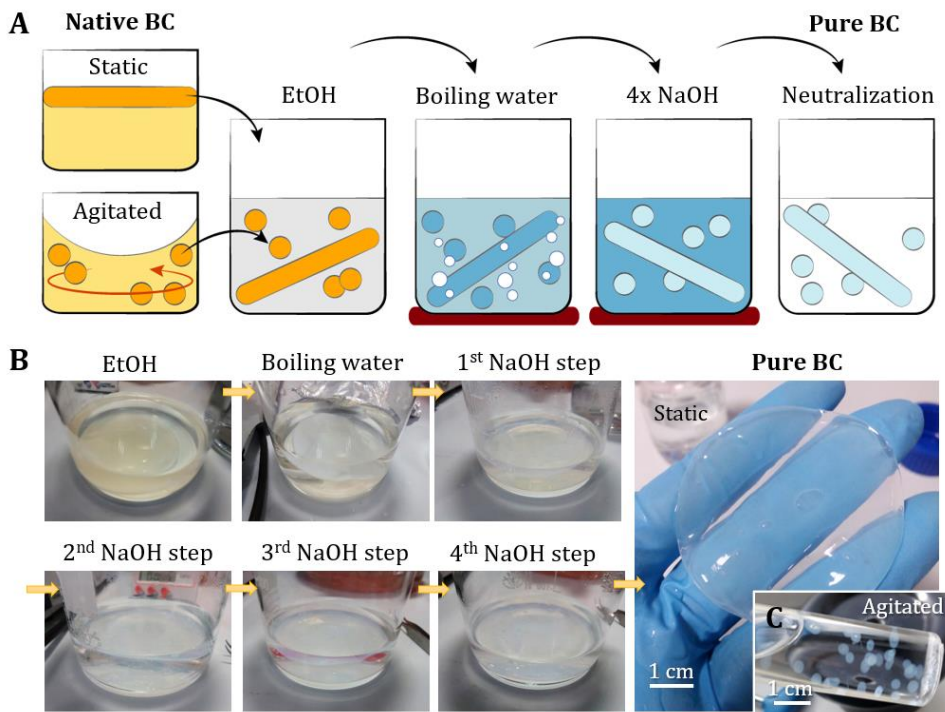 A
Native BC
Pure BC
Static
EtOH
Boiling water
4x NaOH
Neutralization
Agitated
B
EtOH
Boiling water
1st NaOH step
Pure BC
Static
2nd NaOH step
3rd NaOH step
4th NaOH step
C
Agitated
1 cm
1 cm